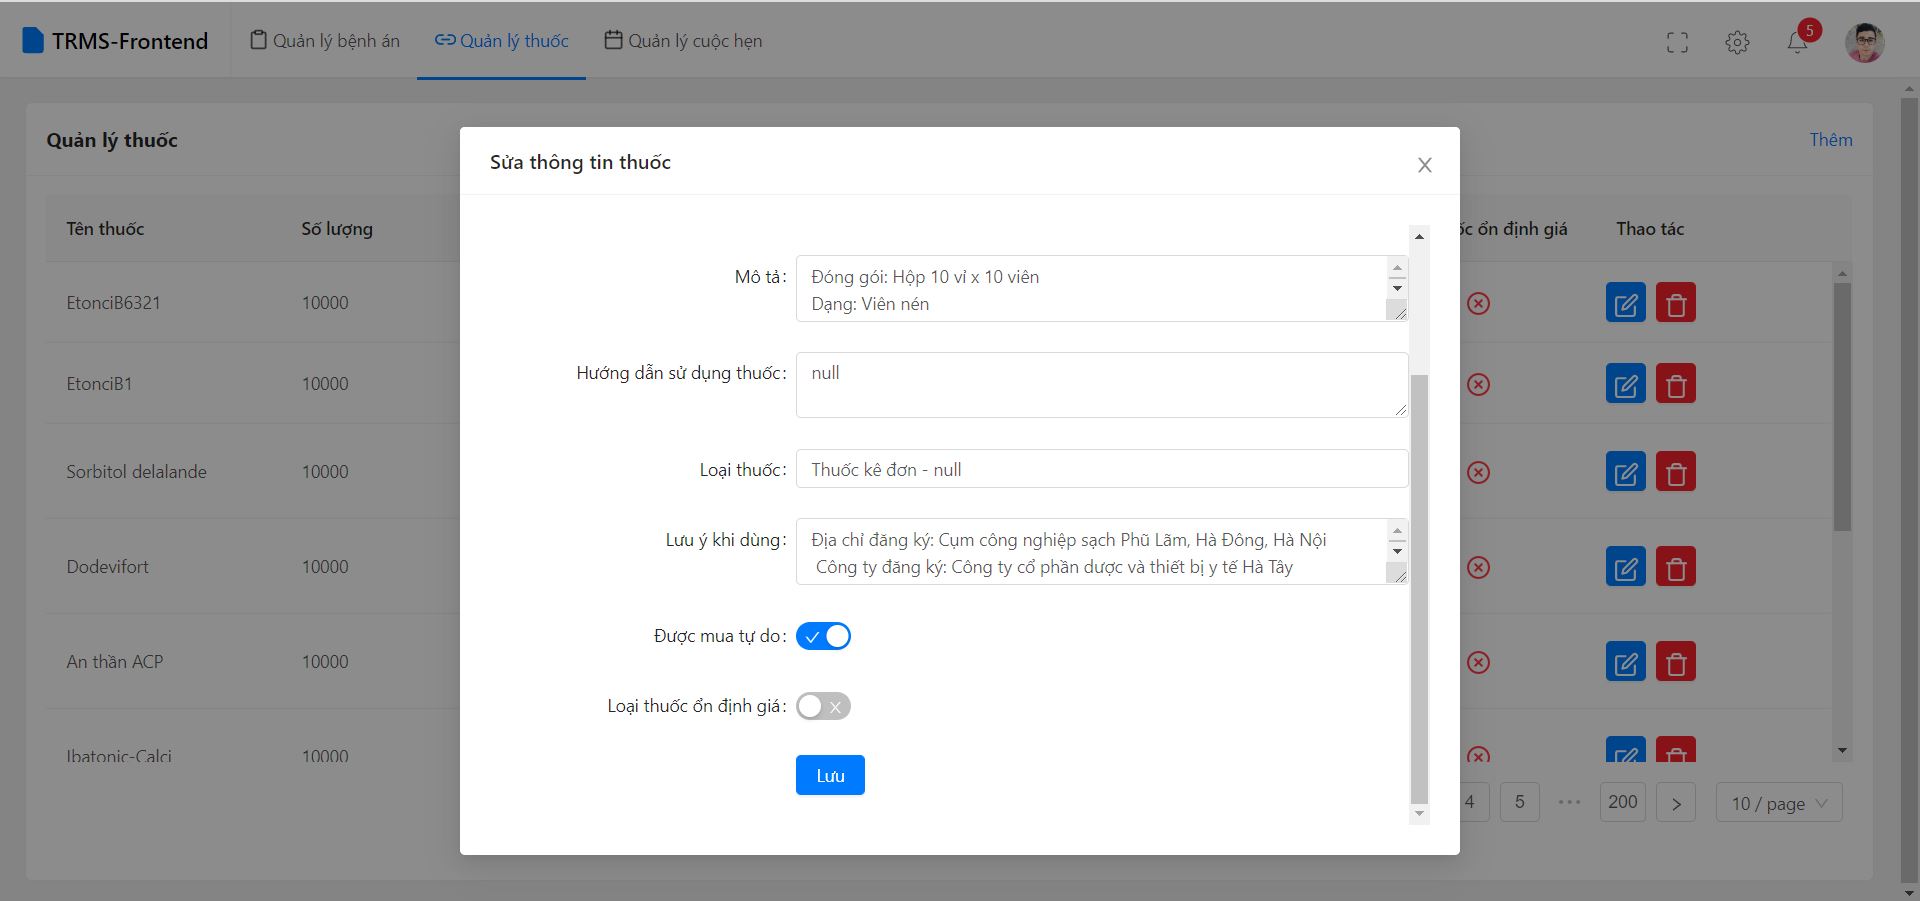 TRMS-Frontend
Quản lý bệnh án
Quản lý thuốc
Quản lý cuộc hẹn
5
Quản lý thuốc
Thêm
Sửa thông tin thuốc
Tên thuốc
Số lượng
ốc ổn định giá
Thao tác
Mô tả:
Đóng gói: Hộp 10 vỉ x 10 viên
Dạng: Viên nén
EtonciB6321
10000
Hướng dẫn sử dụng thuốc:
null
EtonciB1
10000
Loại thuốc:
Thuốc kê đơn - null
Sorbitol delalande
10000
Lưu ý khi dùng:
Địa chỉ đăng ký: Cụm công nghiệp sạch Phũ Lãm, Hà Đông, Hà Nội
Công ty đăng ký: Công ty cổ phần dược và thiết bị y tế Hà Tây
Dodevifort
10000
Được mua tự do:
An thần ACP
10000
Loại thuốc ổn định giá:
Ibatonic-Calci
10000
Lưu
4
5
•••
200
>
10 / page